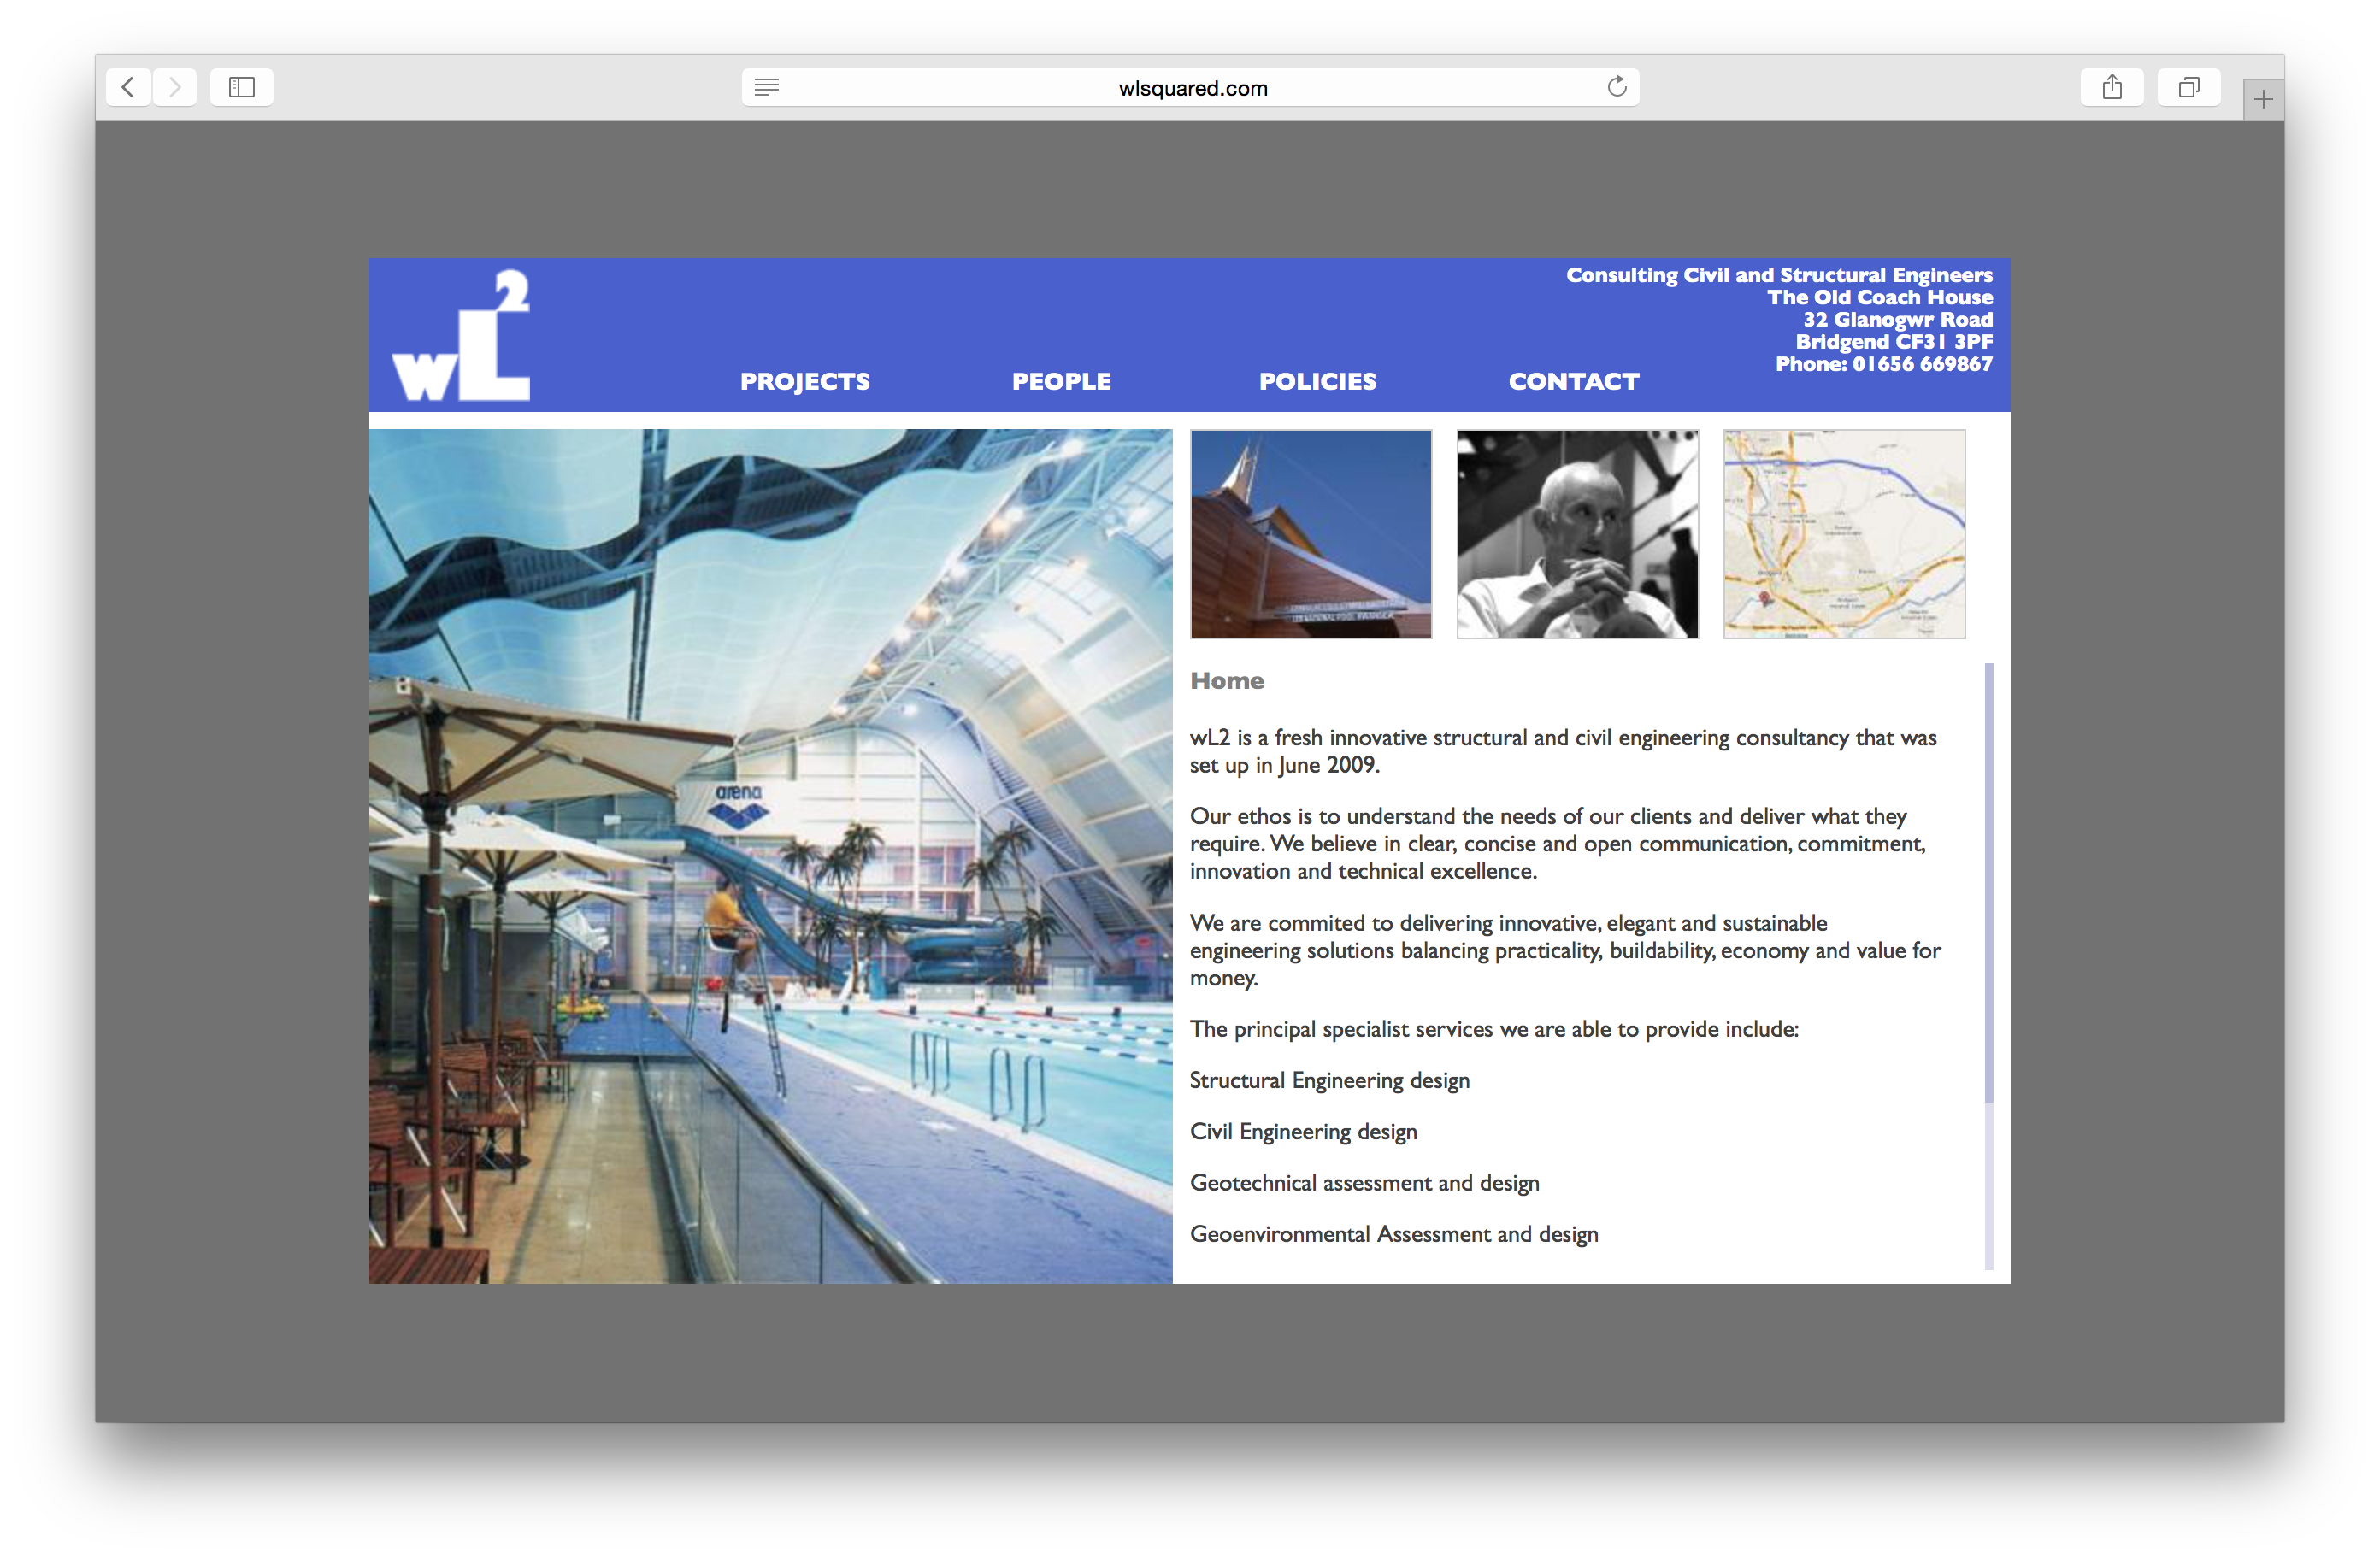 wlsquared.com
wL2
Consulting Civil and Structural Engineers
The Old Coach House
32 Glanogwr Road
Bridgend CF31 3PF
Phone: 01656 669867
PROJECTS PEOPLE POLICIES CONTACT
arena
Home
wL2 is a fresh innovative structural and civil engineering consultancy that was
set up in June 2009.
Our ethos is to understand the needs of our clients and deliver what they
require. We believe in clear, concise and open communication, commitment,
innovation and technical excellence.
We are commited to delivering innovative, elegant and sustainable
engineering solutions balancing practicality, buildability, economy and value for
money.
The principal specialist services we are able to provide include:
Structural Engineering design
Civil Engineering design
Geotechnical assessment and design
Geoenvironmental Assessment and design